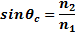 sinθc = n2/n1